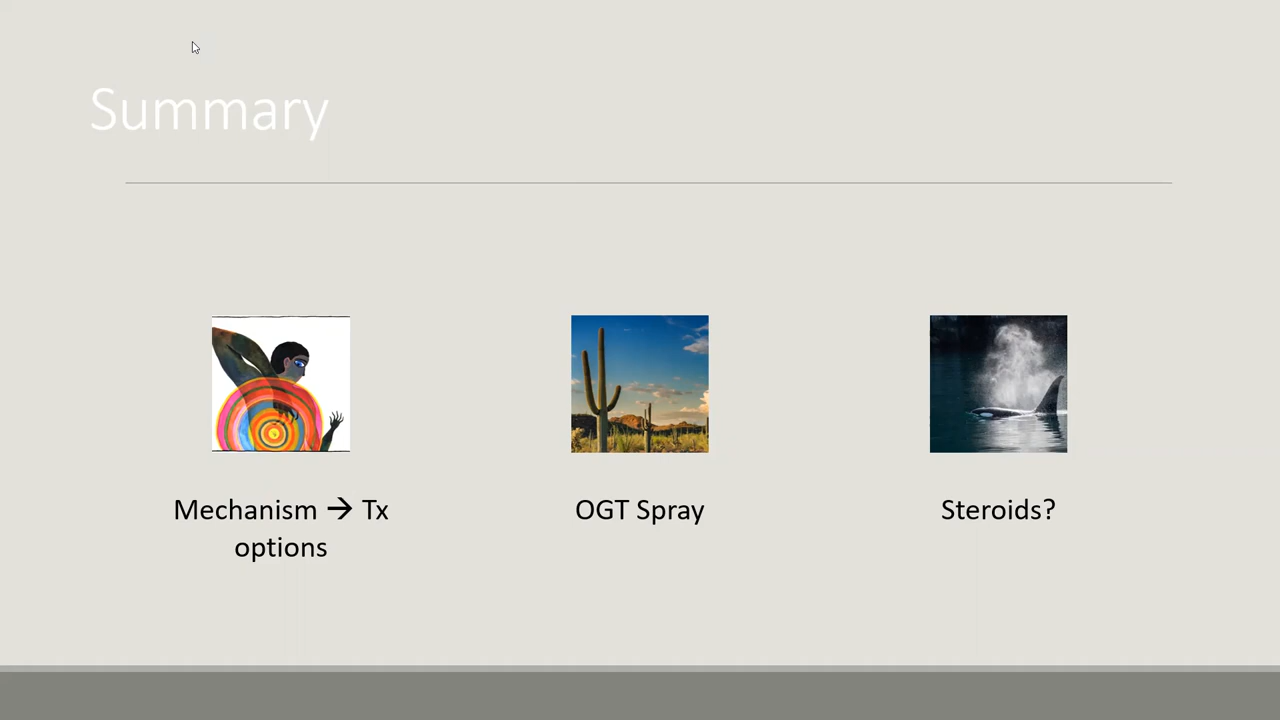 Summary
Mechanism → Tx
options
OGT Spray
Steroids?